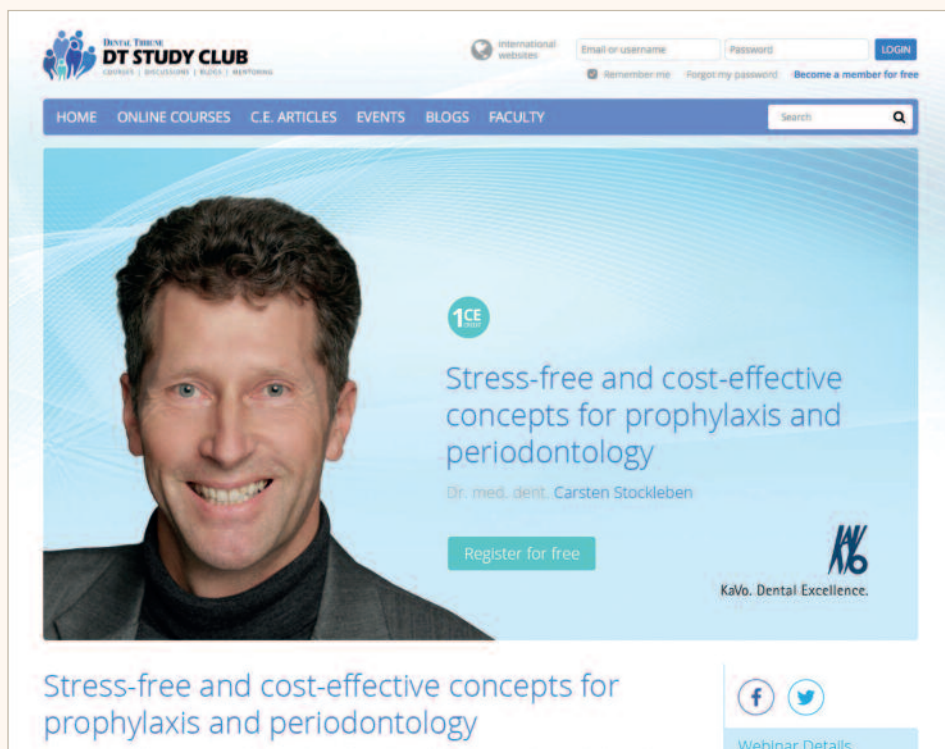 DENTAL TRIBUNE
DT STUDY CLUB
COURSES | DISCUSSIONS | BLOGS | MENTORING
international
websites
Email or username
Password
LOGIN
Remember me
Forgot my password
Become a member for free
HOME
ONLINE COURSES
C.E. ARTICLES
EVENTS
BLOGS
FACULTY
Search
1 CE
CREDIT
Stress-free and cost-effective
concepts for prophylaxis and
periodontology
Dr. med. dent. Carsten Stockleben
Register for free
KAVO
KaVo. Dental Excellence.
Stress-free and cost-effective concepts for
prophylaxis and periodontology
Webinar Details